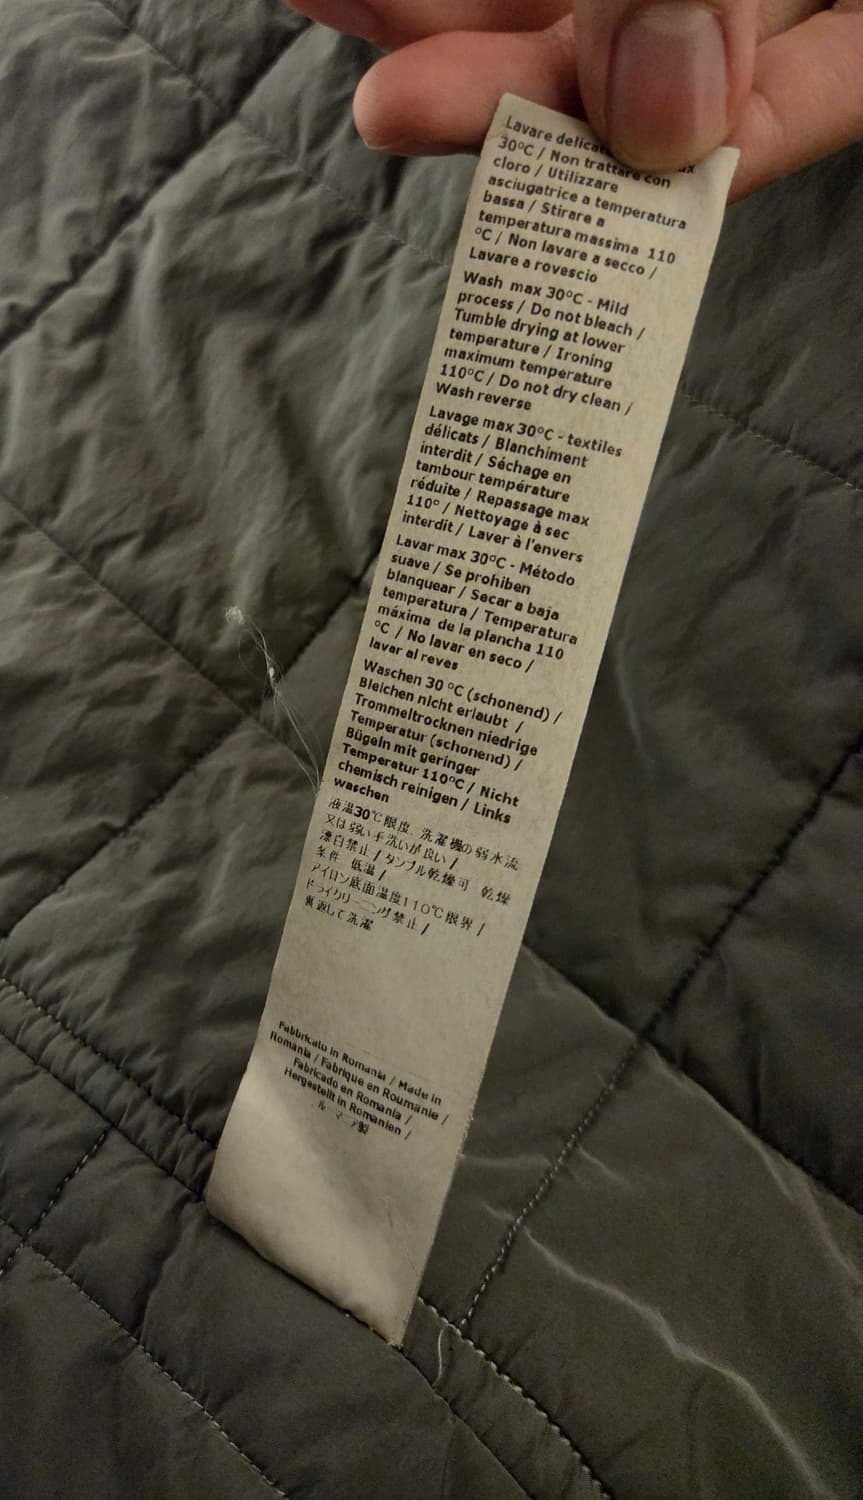 Lavare delicat
30°C / Non trattare con
cloro / Utilizzare
asciugatrice a temperatura
bassa / Stirare a
temperatura massima 110
°C / Non lavare a secco /
Lavare a rovescio
Wash max 30°C - Mild
process / Do not bleach /
Tumble drying at lower
temperature / Ironing
maximum temperature
110°C / Do not dry clean /
Wash reverse
Lavage max 30°C - textiles
délicats / Blanchiment
interdit / Séchage en
tambour température
réduite / Repassage max
110° / Nettoyage à sec
interdit / Laver à l'envers
Lavar max 30°C - Método
suave / Se prohiben
blanquear / Secar a baja
temperatura / Temperatura
máxima de la plancha 110
°C / No lavar en seco /
lavar al reves
Waschen 30 °C (schonend) /
Bleichen nicht erlaubt /
Trommeltrocknen niedrige
Temperatur (schonend) /
Bügeln mit geringer
Temperatur 110°C / Nicht
chemisch reinigen / Links
waschen
液温30℃限度、洗濯機の弱水流
又は弱い手洗いが良い /
漂白禁止 / タンブル乾燥可 乾燥
条件 低温 /
アイロン底面温度110℃限界 /
ドライクリーニング禁止 /
裏返して洗濯
Fabbricato in Romania / Made in
Romania / Fabrique en Roumanie /
Fabricado en Romania /
Hergestellt in Romanien /
ルーマニア製